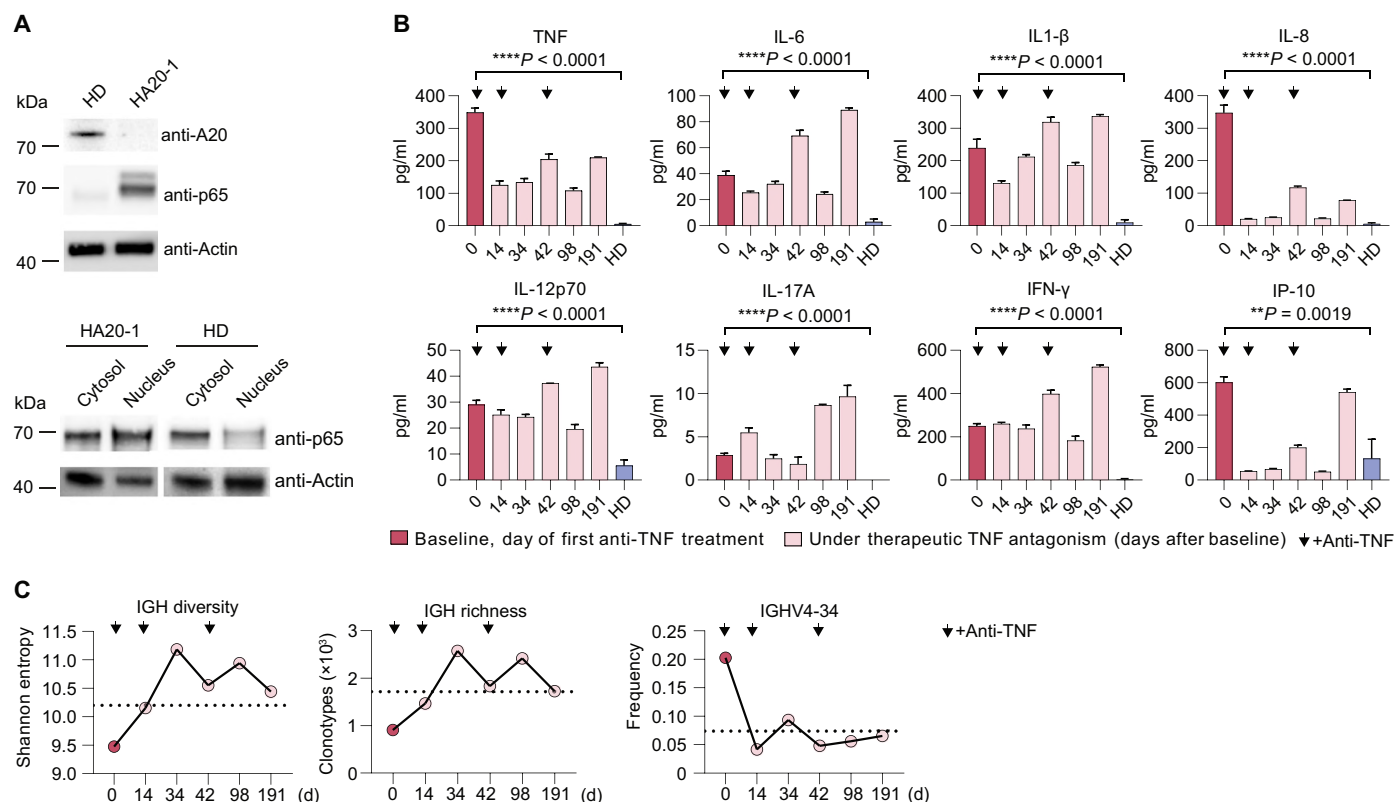 A
HD
HA20-1
kDa
70
anti-A20
70
anti-p65
40
anti-Actin
HA20-1
HD
Cytosol
Nucleus
Cytosol
Nucleus
kDa
70
anti-p65
40
anti-Actin
B
TNF
****P < 0.0001
pg/ml
400
300
200
100
0
0 14 34 42 98 191 HD
IL-6
****P < 0.0001
pg/ml
100
80
60
40
20
0
0 14 34 42 98 191 HD
IL1-β
****P < 0.0001
pg/ml
400
300
200
100
0
0 14 34 42 98 191 HD
IL-8
****P < 0.0001
pg/ml
400
300
200
100
0
0 14 34 42 98 191 HD
IL-12p70
****P < 0.0001
pg/ml
50
40
30
20
10
0
0 14 34 42 98 191 HD
IL-17A
****P < 0.0001
pg/ml
15
10
5
0
0 14 34 42 98 191 HD
IFN-γ
****P < 0.0001
pg/ml
600
400
200
0
0 14 34 42 98 191 HD
IP-10
**P = 0.0019
pg/ml
800
600
400
200
0
0 14 34 42 98 191 HD
Baseline, day of first anti-TNF treatment
Under therapeutic TNF antagonism (days after baseline)
+Anti-TNF
C
IGH diversity
Shannon entropy
11.5
11.0
10.5
10.0
9.5
9.0
0 14 34 42 98 191 (d)
IGH richness
Clonotypes (×10³)
3
2
1
0
0 14 34 42 98 191 (d)
IGHV4-34
Frequency
0.25
0.20
0.15
0.10
0.05
0
0 14 34 42 98 191 (d)
+Anti-TNF